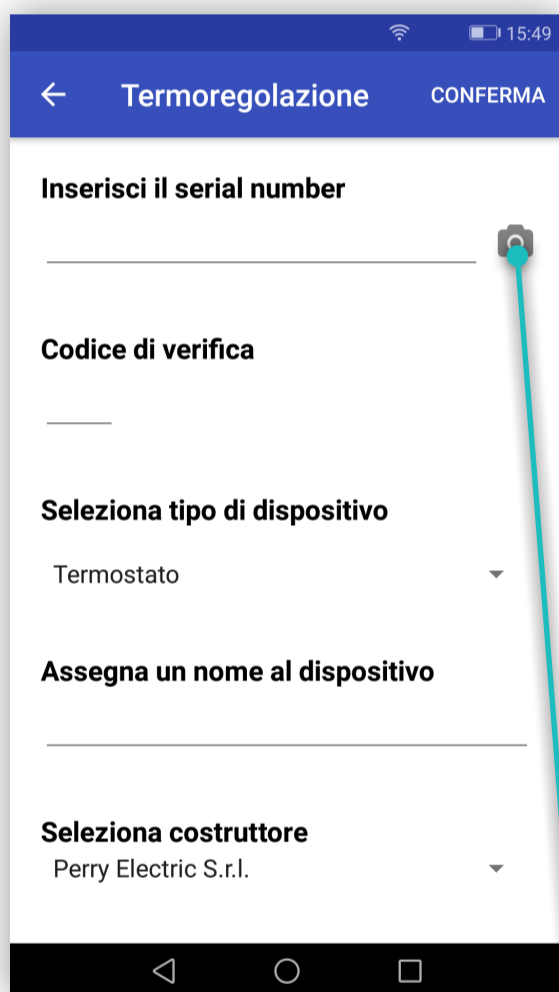 15:49
Termoregolazione CONFERMA
Inserisci il serial number
Codice di verifica
Seleziona tipo di dispositivo
Termostato
Assegna un nome al dispositivo
Seleziona costruttore
Perry Electric S.r.l.